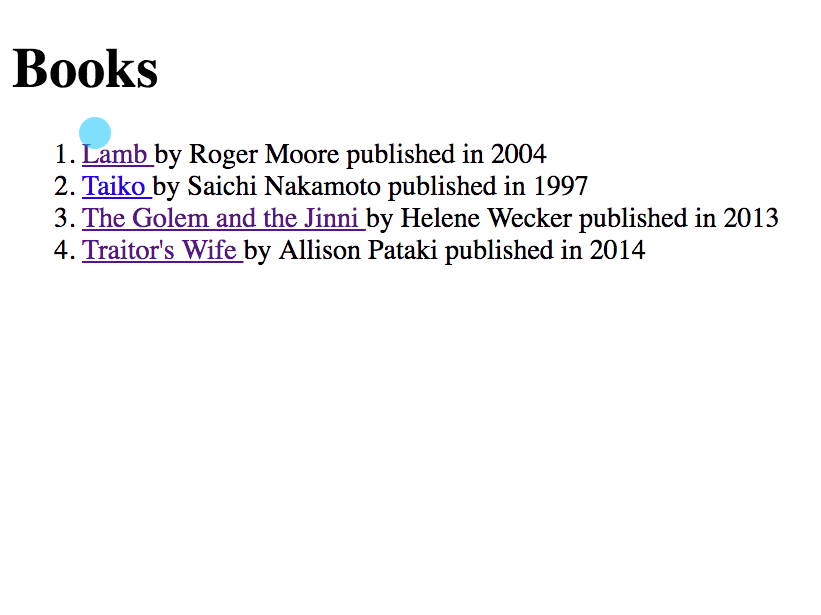 Books
1. Lamb by Roger Moore published in 2004
2. Taiko by Saichi Nakamoto published in 1997
3. The Golem and the Jinni by Helene Wecker published in 2013
4. Traitor's Wife by Allison Pataki published in 2014